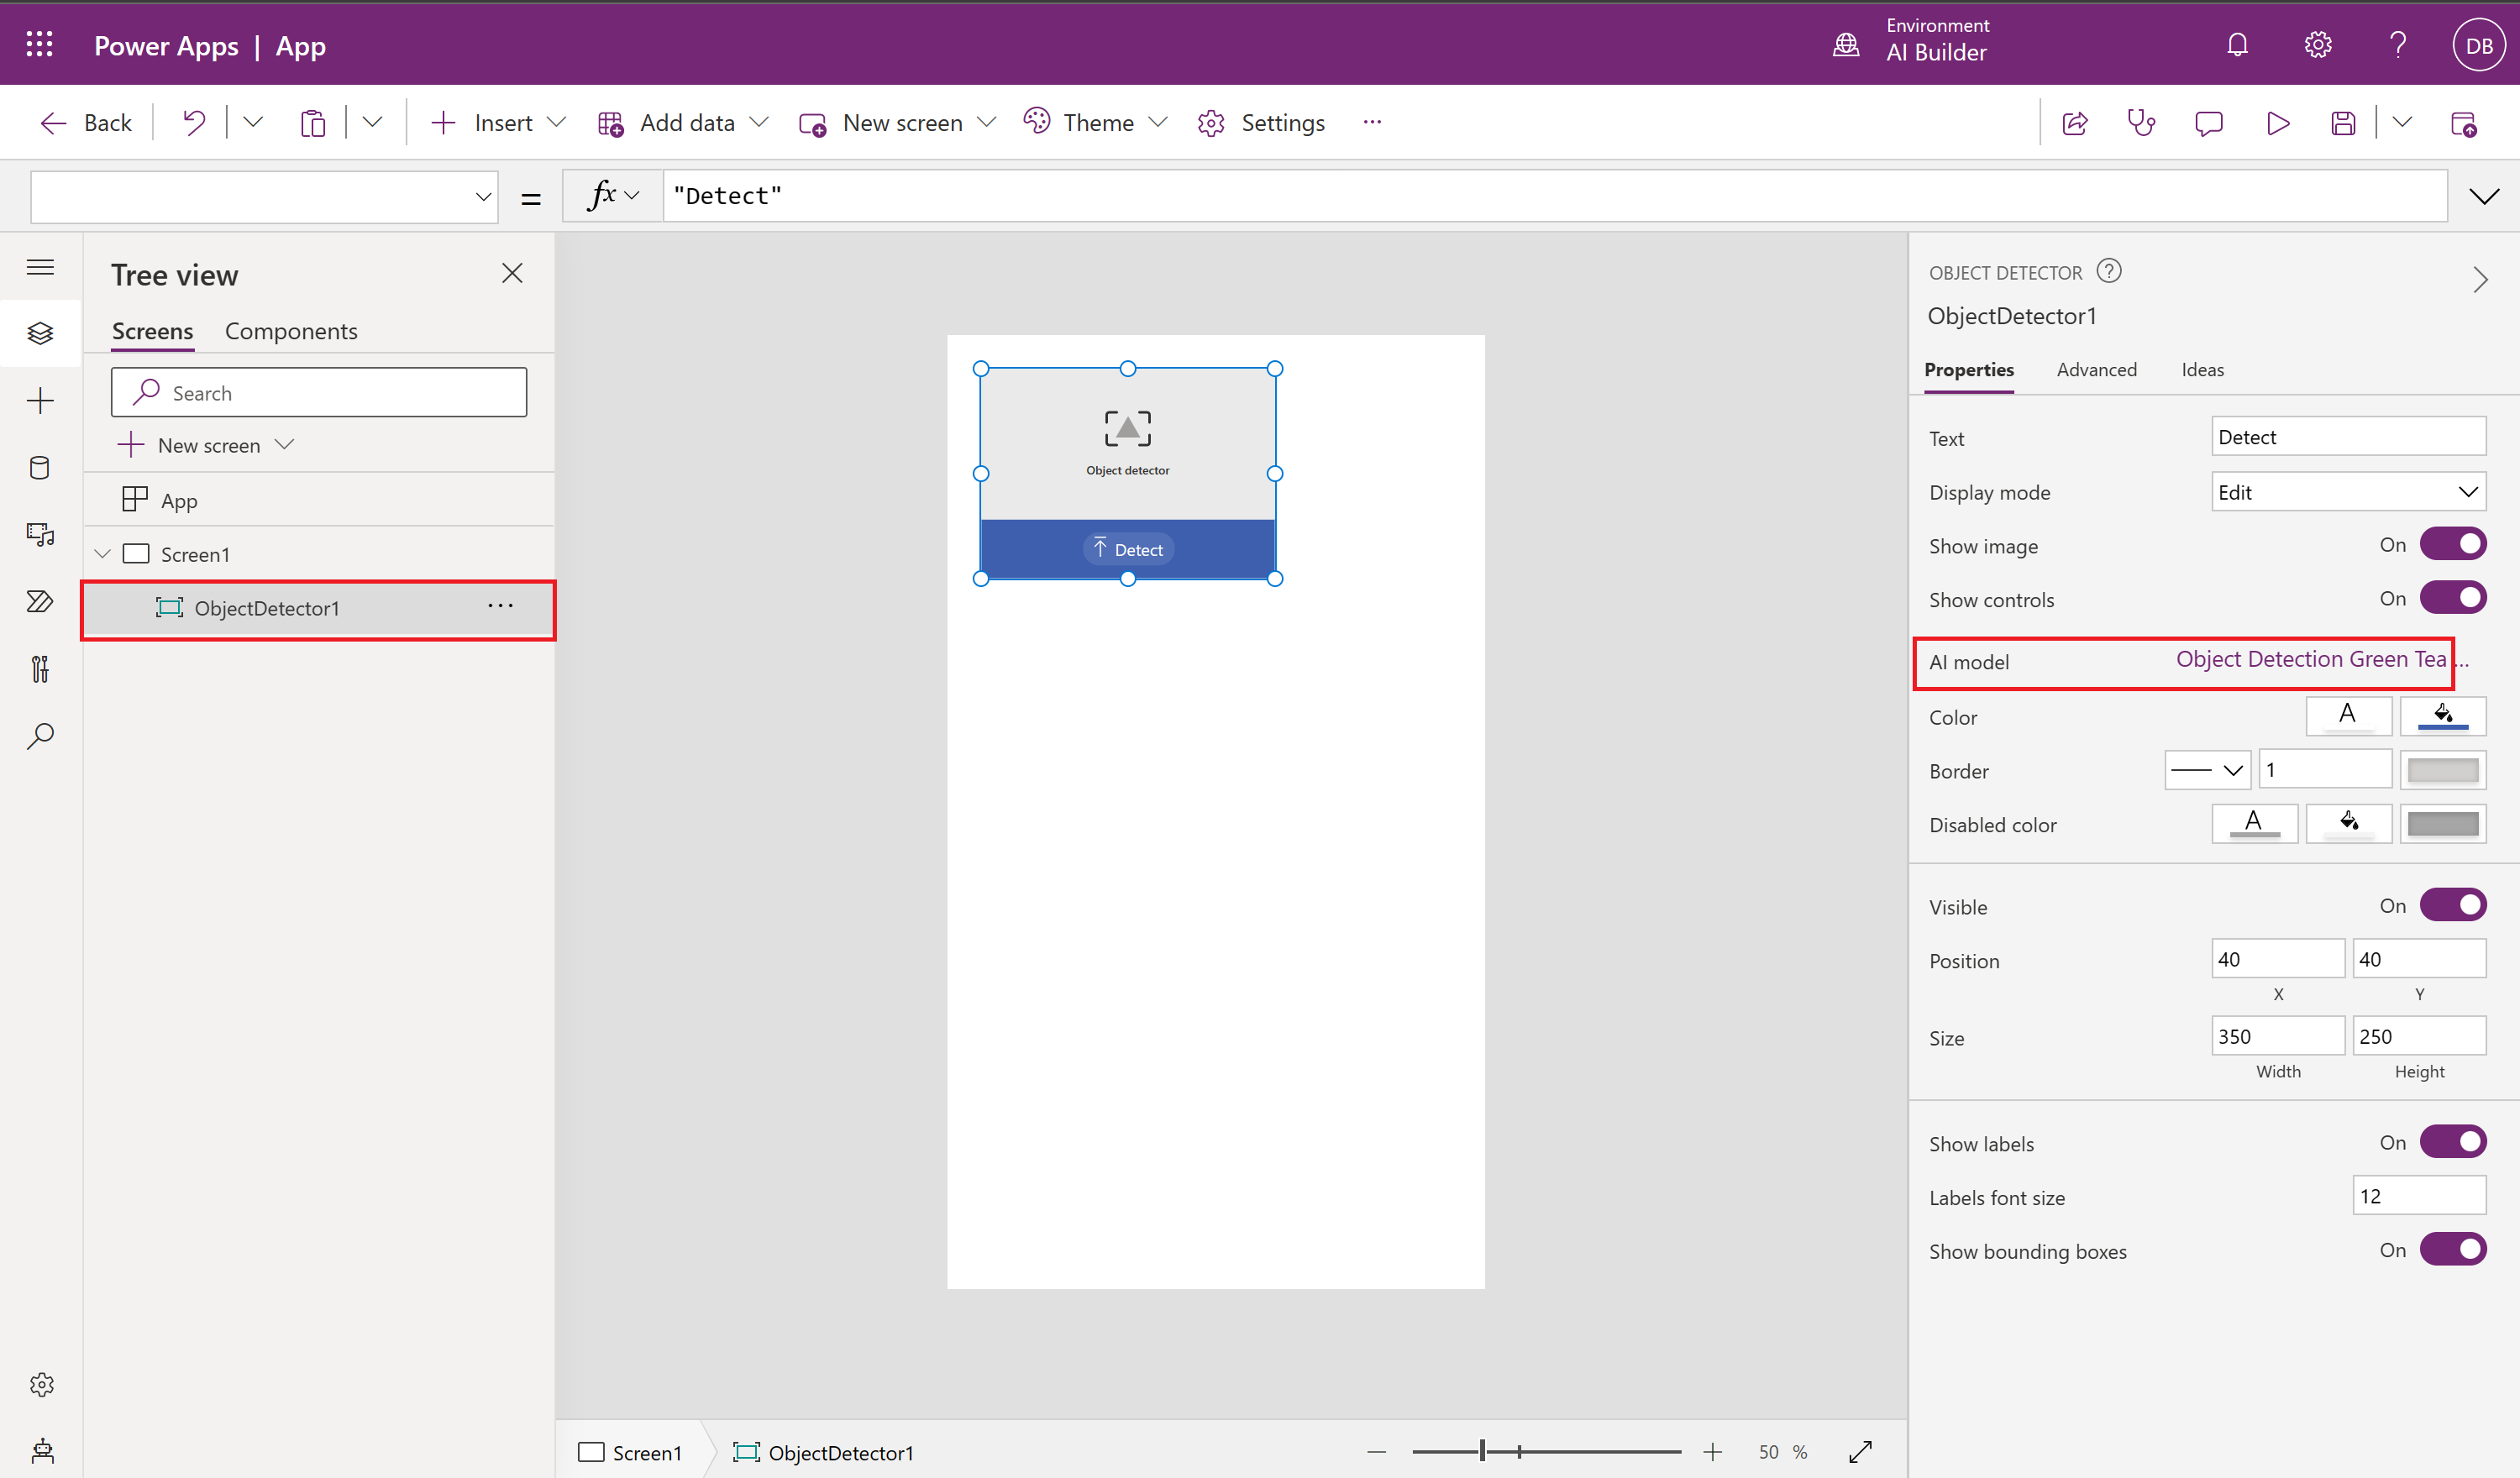 Power Apps | App
Environment
AI Builder
DB
Back
Insert
Add data
New screen
Theme
Settings
...
= fx "Detect"
Tree view
Screens Components
Search
New screen
App
Screen1
ObjectDetector1 ...
Object detector
Detect
OBJECT DETECTOR ?
ObjectDetector1
Properties Advanced Ideas
Text Detect
Display mode Edit
Show image On
Show controls On
AI model Object Detection Green Tea ...
Color A
Border 1
Disabled color A
Visible On
Position 40 40
X Y
Size 350 250
Width Height
Show labels On
Labels font size 12
Show bounding boxes On
Screen1 ObjectDetector1
50 %